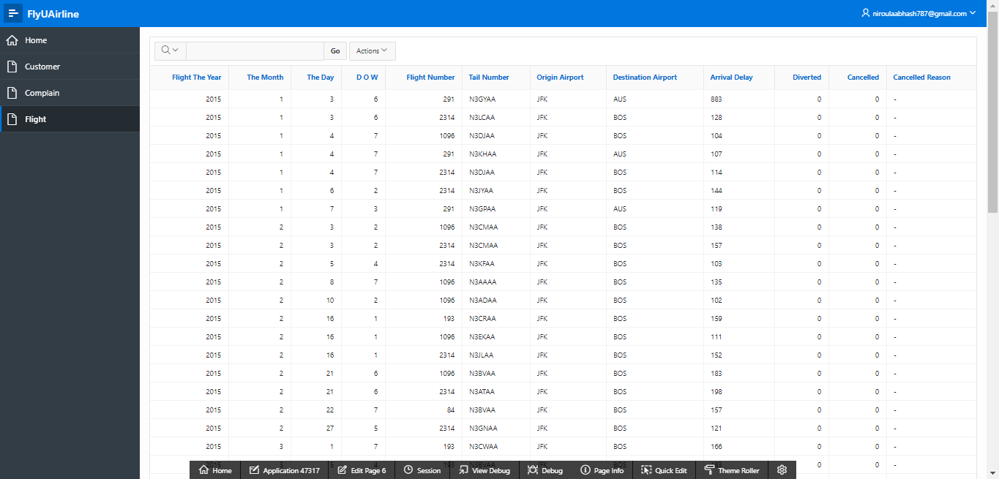 FlyUAirline niroulaabhash787@gmail.com
Home
Customer
Complain
Flight
Go Actions
Flight The Year The Month The Day D O W Flight Number Tail Number Origin Airport Destination Airport Arrival Delay Diverted Cancelled Cancelled Reason
2015 1 3 6 291 N3GYAA JFK AUS 883 0 0 -
2015 1 3 6 2314 N3LCAA JFK BOS 128 0 0 -
2015 1 4 7 1096 N3DJAA JFK BOS 104 0 0 -
2015 1 4 7 291 N3KHAA JFK AUS 107 0 0 -
2015 1 4 7 2314 N3DJAA JFK BOS 114 0 0 -
2015 1 6 2 2314 N3JYAA JFK BOS 144 0 0 -
2015 1 7 3 291 N3GPAA JFK AUS 119 0 0 -
2015 2 3 2 1096 N3CMAA JFK BOS 138 0 0 -
2015 2 3 2 2314 N3CMAA JFK BOS 157 0 0 -
2015 2 5 4 2314 N3KFAA JFK BOS 103 0 0 -
2015 2 8 7 1096 N3AAAA JFK BOS 135 0 0 -
2015 2 10 2 1096 N3ADAA JFK BOS 102 0 0 -
2015 2 16 1 193 N3CRAA JFK BOS 159 0 0 -
2015 2 16 1 1096 N3EKAA JFK BOS 111 0 0 -
2015 2 16 1 2314 N3JLAA JFK BOS 152 0 0 -
2015 2 21 6 1096 N3BVAA JFK BOS 183 0 0 -
2015 2 21 6 2314 N3ATAA JFK BOS 198 0 0 -
2015 2 22 7 84 N3BVAA JFK BOS 157 0 0 -
2015 2 27 5 2314 N3GNAA JFK BOS 121 0 0 -
2015 3 1 7 193 N3CWAA JFK BOS 166 0 0 -
0 0 -
Home Application 47317 Edit Page 6 Session View Debug Debug Page Info Quick Edit Theme Roller